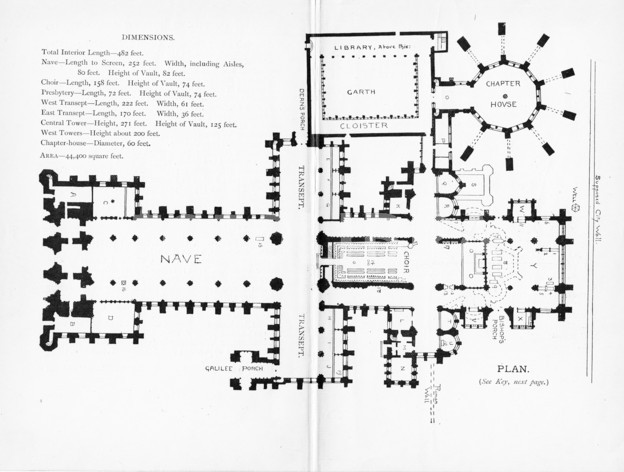 DIMENSIONS.
Total Interior Length—482 feet.
Nave—Length to Screen, 252 feet. Width, including Aisles,
80 feet. Height of Vault, 82 feet.
Choir—Length, 158 feet. Height of Vault, 74 feet.
Presbytery—Length, 72 feet. Height of Vault, 74 feet.
West Transept—Length, 222 feet. Width, 61 feet.
East Transept—Length, 170 feet. Width, 36 feet.
Central Tower—Height, 271 feet. Height of Vault, 125 feet.
West Towers—Height about 200 feet.
Chapter-house—Diameter, 60 feet.
AREA—44,400 square feet.
LIBRARY, Above
GARTH
CLOISTER
DEANS PORCH
CHAPTER
HOUSE
Supposed City Wall
Well
TRANSEPT.
A
C
NAVE
CHOIR
W
Y
B
D
TRANSEPT.
GALILEE PORCH
BISHOPS
PORCH
X
N
Wall
PLAN.
(See Key, next page.)